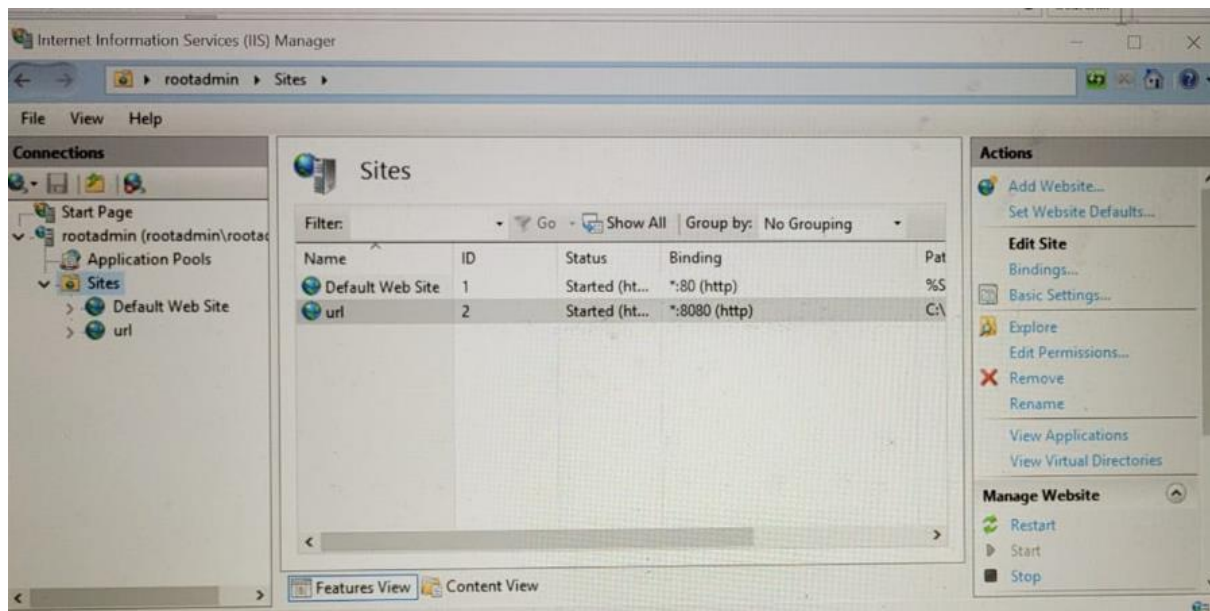 Internet Information Services (IIS) Manager
rootadmin Sites
File View Help
Connections
Start Page
rootadmin (rootadmin\rootad
Application Pools
Sites
Default Web Site
url
Sites
Filter: Go Show All Group by: No Grouping
Name ID Status Binding Pat
Default Web Site 1 Started (ht... *:80 (http) %S
url 2 Started (ht... *:8080 (http) C:\
Features View Content View
Actions
Add Website...
Set Website Defaults...
Edit Site
Bindings...
Basic Settings...
Explore
Edit Permissions...
Remove
Rename
View Applications
View Virtual Directories
Manage Website
Restart
Start
Stop